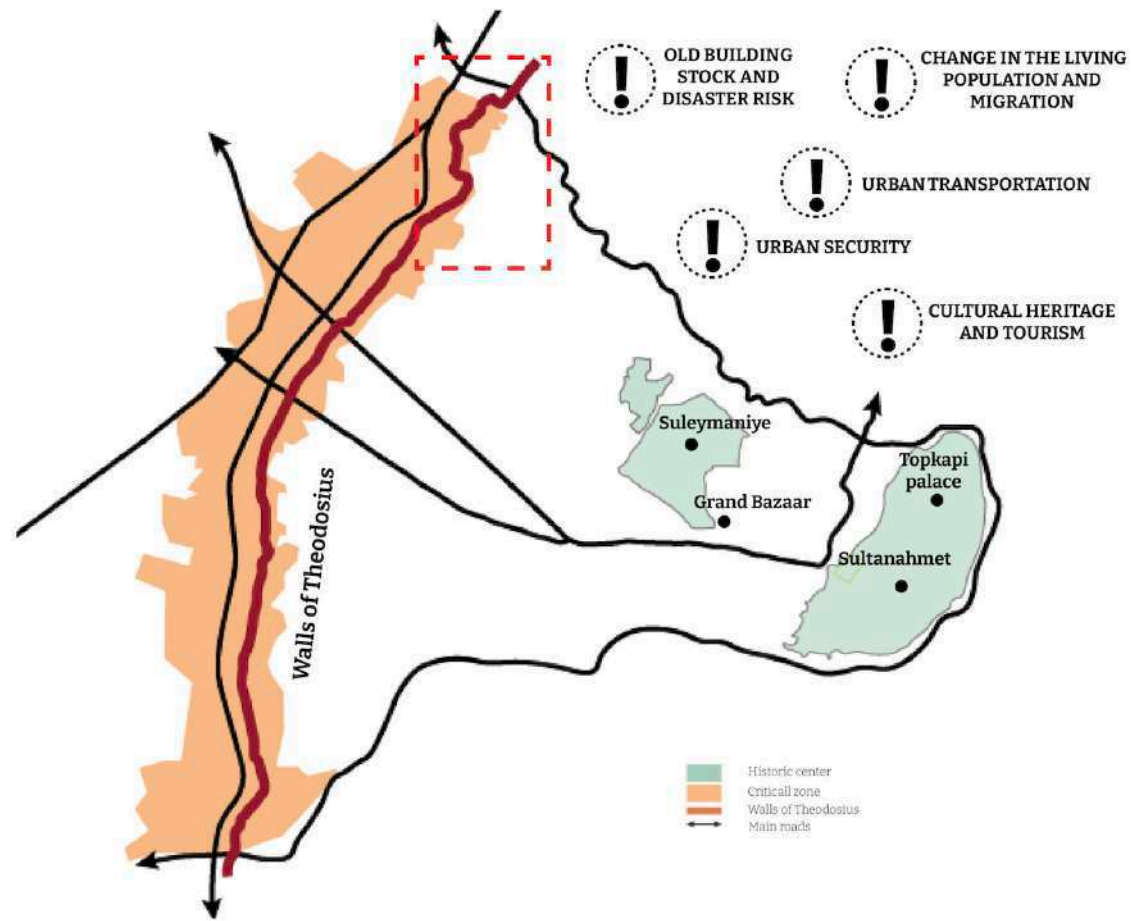 OLD BUILDING
STOCK AND
DISASTER RISK
CHANGE IN THE LIVING
POPULATION AND
MIGRATION
URBAN TRANSPORTATION
URBAN SECURITY
CULTURAL HERITAGE
AND TOURISM
Suleymaniye
Grand Bazaar
Topkapi
palace
Sultanahmet
Walls of Theodosius
Historic center
Criticall zone
Walls of Theodosius
Main roads